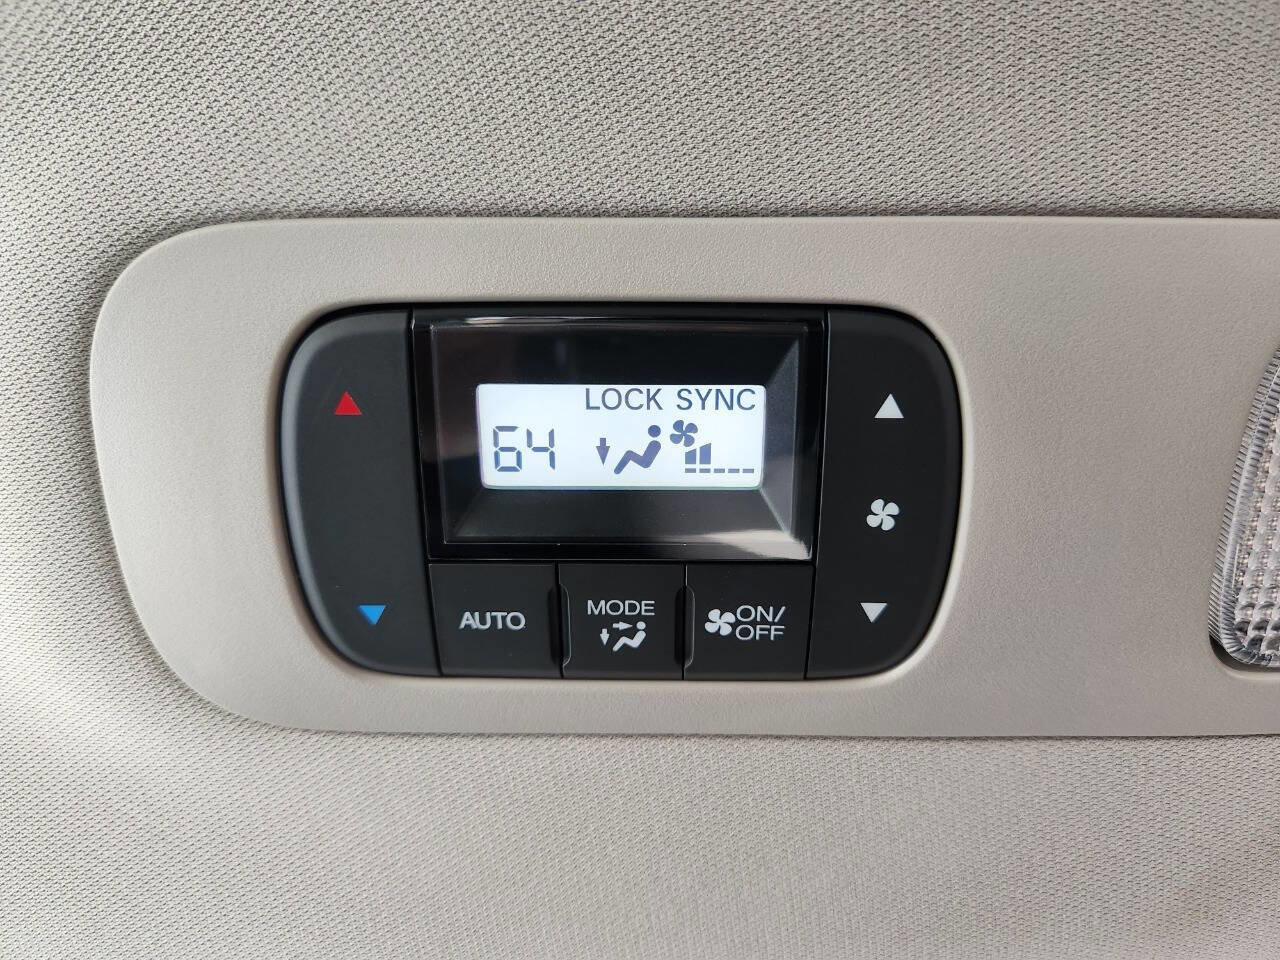 LOCK SYNC
64
AUTO
MODE
ON/
OFF